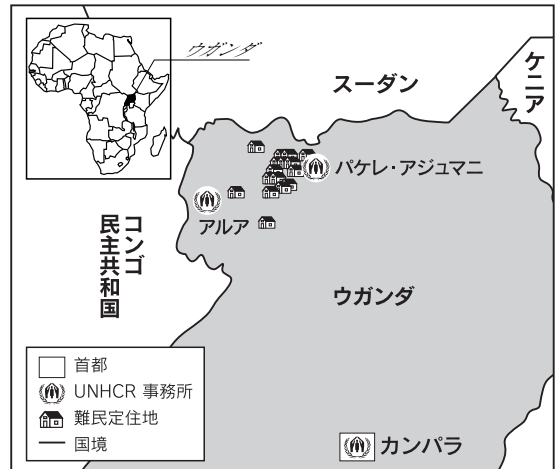 ウガンダ
スーダン
ケニア
パケレ・アジュマニ
アルア
コンゴ
民主共和国
ウガンダ
首都
UNHCR 事務所
難民定住地
国境
カンパラ